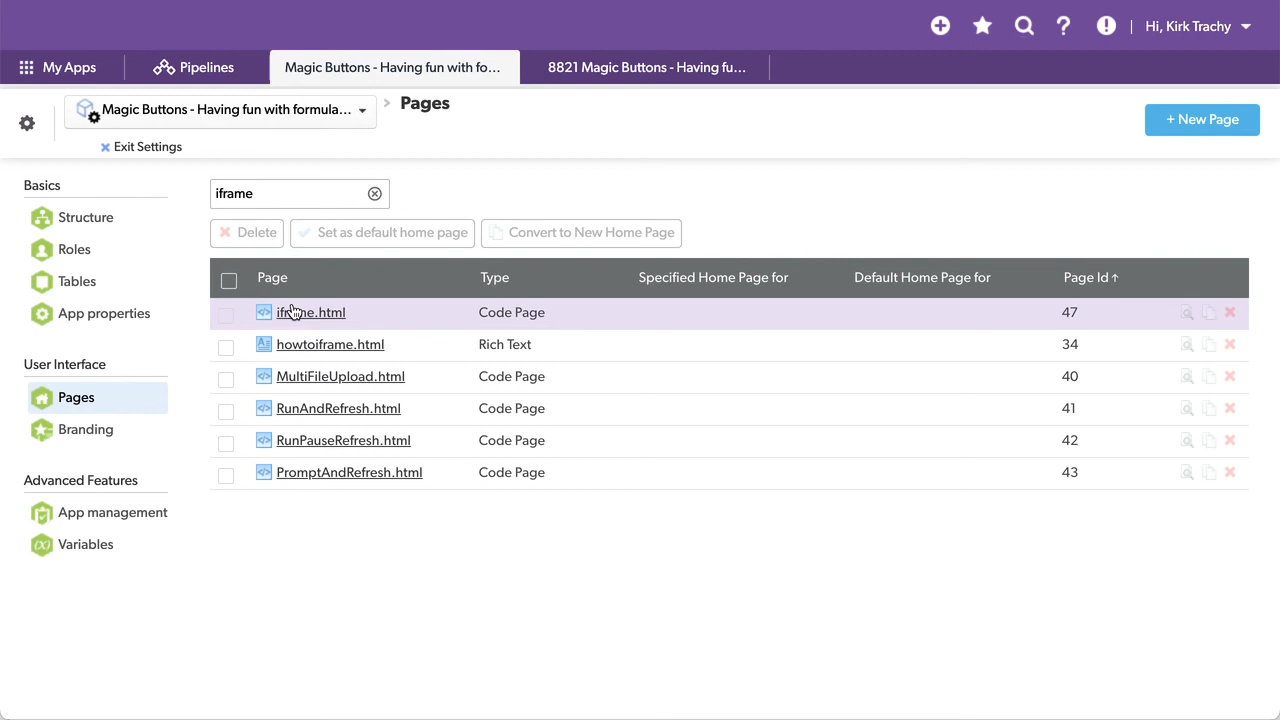 Hi, Kirk Trachy
My Apps
Pipelines
Magic Buttons - Having fun with fo...
8821 Magic Buttons - Having fu...
Magic Buttons - Having fun with formula...
> Pages
+ New Page
Exit Settings
Basics
Structure
Roles
Tables
App properties
User Interface
Pages
Branding
Advanced Features
App management
Variables
iframe
Delete
Set as default home page
Convert to New Home Page
Page Type Specified Home Page for Default Home Page for Page Id ↑
iframe.html Code Page 47
howtoiframe.html Rich Text 34
MultiFileUpload.html Code Page 40
RunAndRefresh.html Code Page 41
RunPauseRefresh.html Code Page 42
PromptAndRefresh.html Code Page 43